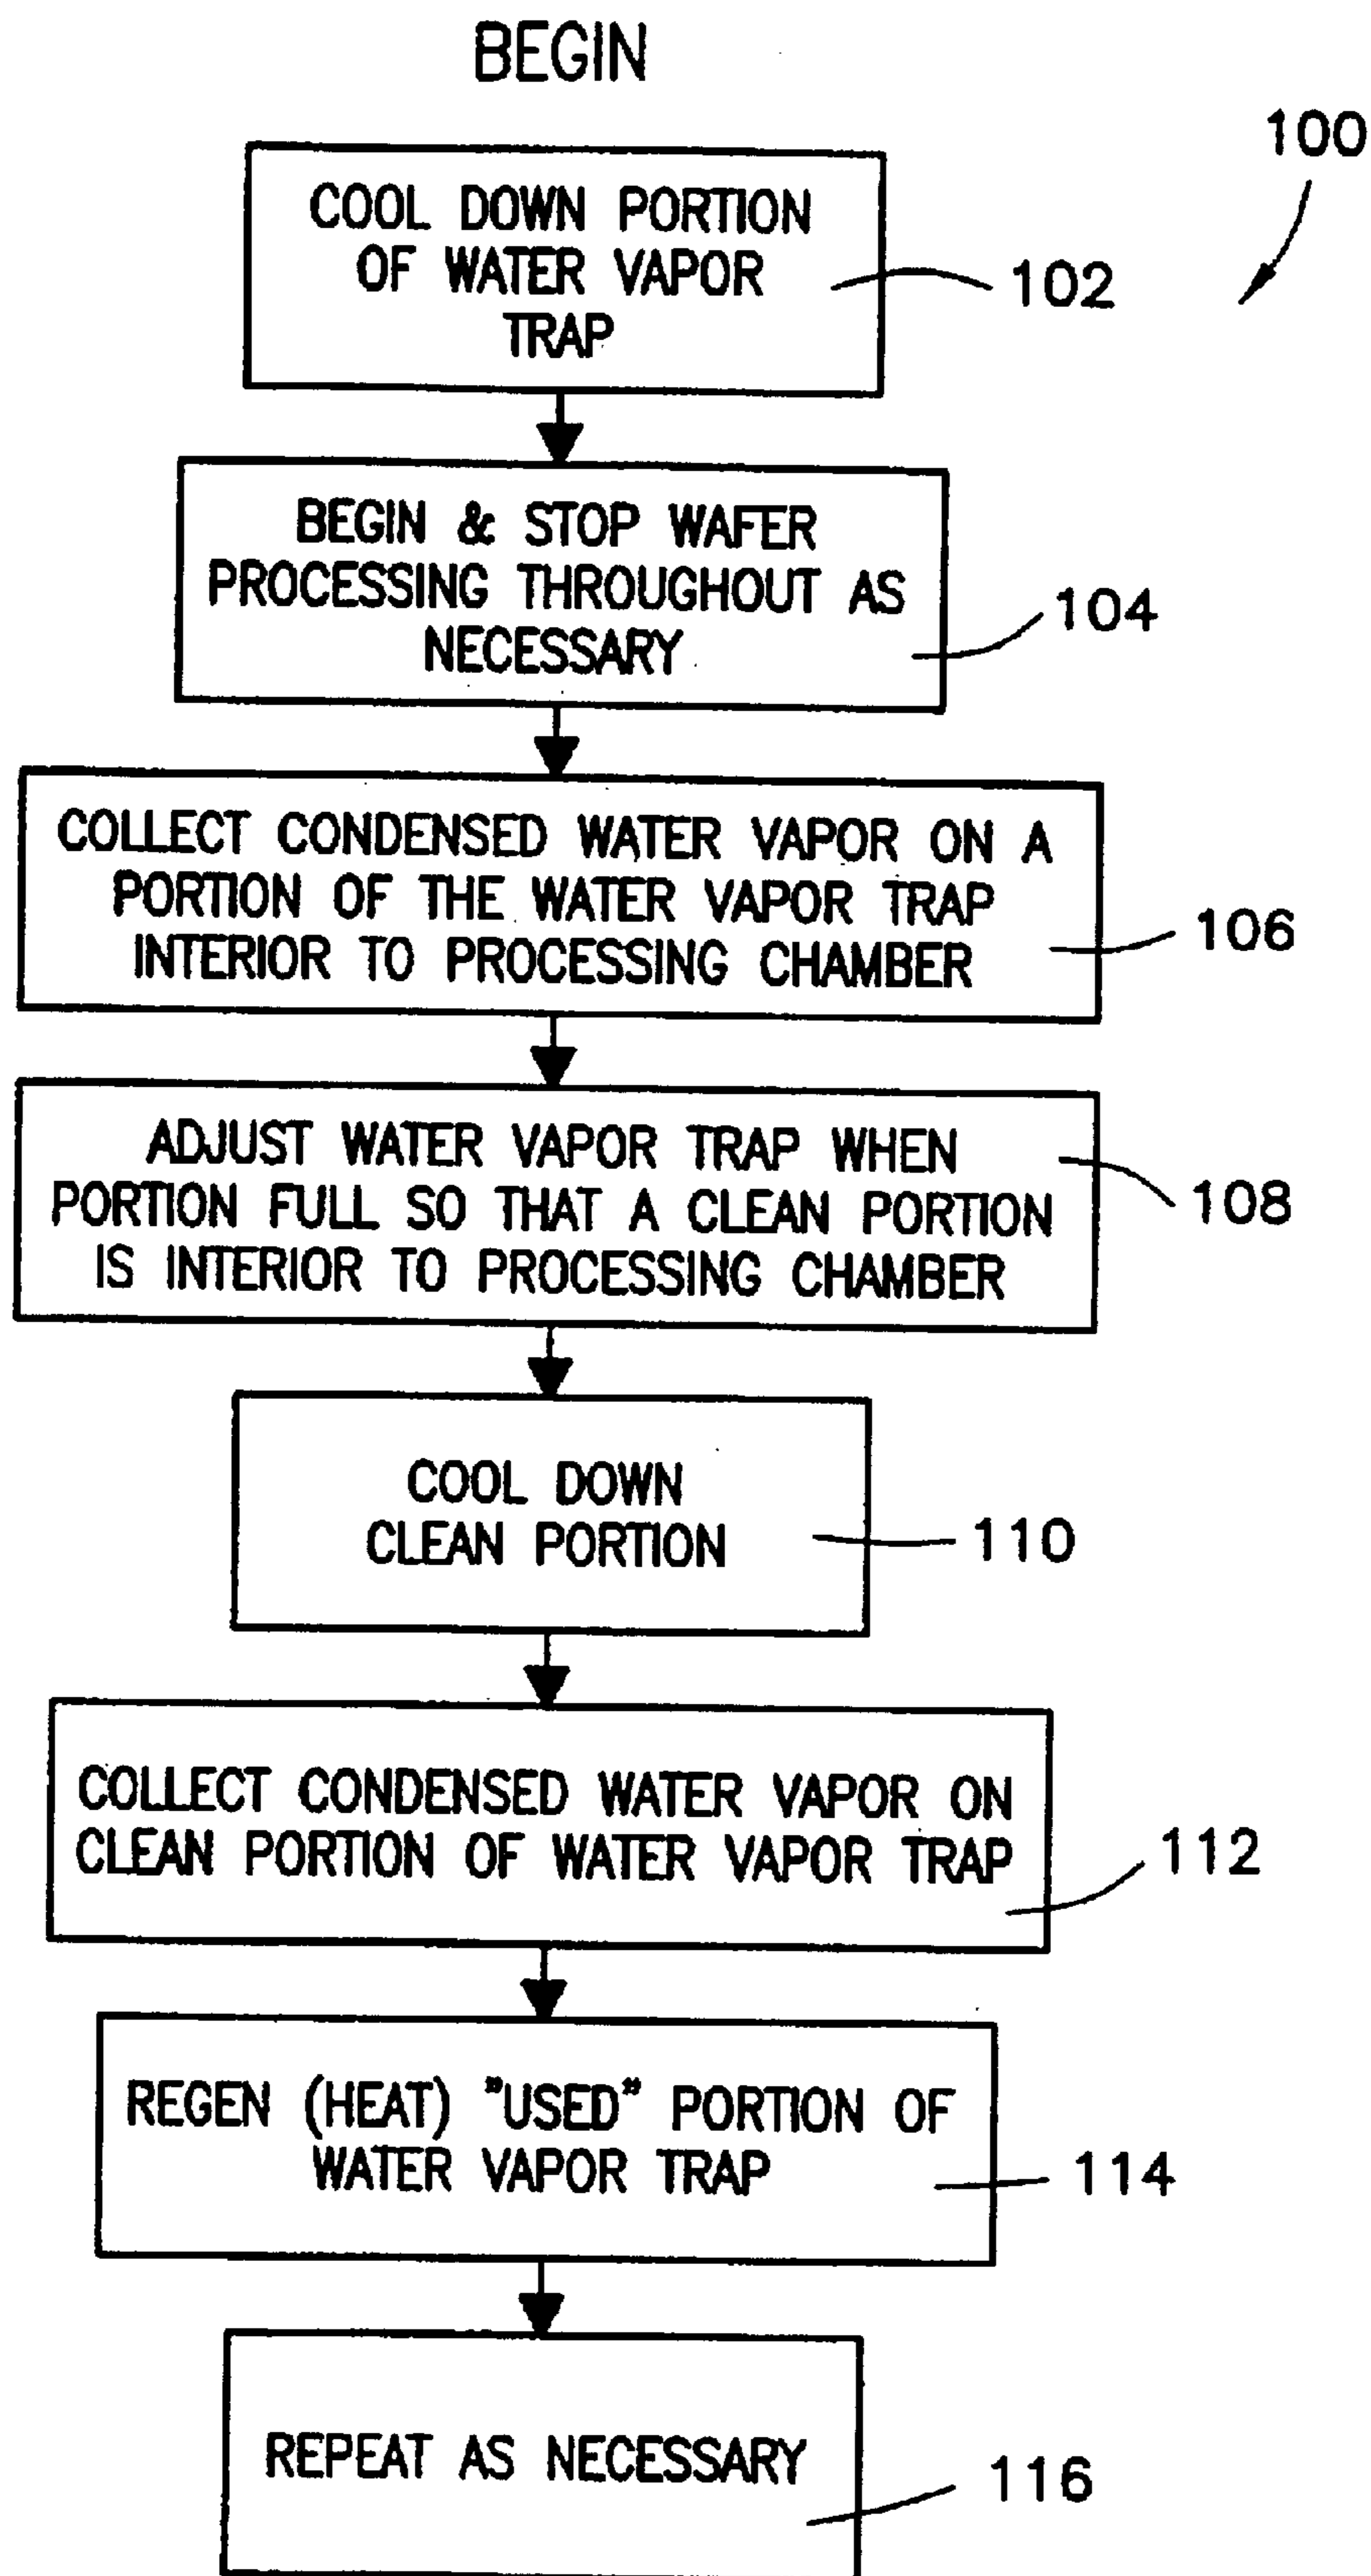 BEGIN
100
COOL DOWN PORTION
OF WATER VAPOR
TRAP
102
BEGIN & STOP WAFER
PROCESSING THROUGHOUT AS
NECESSARY
104
COLLECT CONDENSED WATER VAPOR ON A
PORTION OF THE WATER VAPOR TRAP
INTERIOR TO PROCESSING CHAMBER
106
ADJUST WATER VAPOR TRAP WHEN
PORTION FULL SO THAT A CLEAN PORTION
IS INTERIOR TO PROCESSING CHAMBER
108
COOL DOWN
CLEAN PORTION
110
COLLECT CONDENSED WATER VAPOR ON
CLEAN PORTION OF WATER VAPOR TRAP
112
REGEN (HEAT) "USED" PORTION OF
WATER VAPOR TRAP
114
REPEAT AS NECESSARY
116